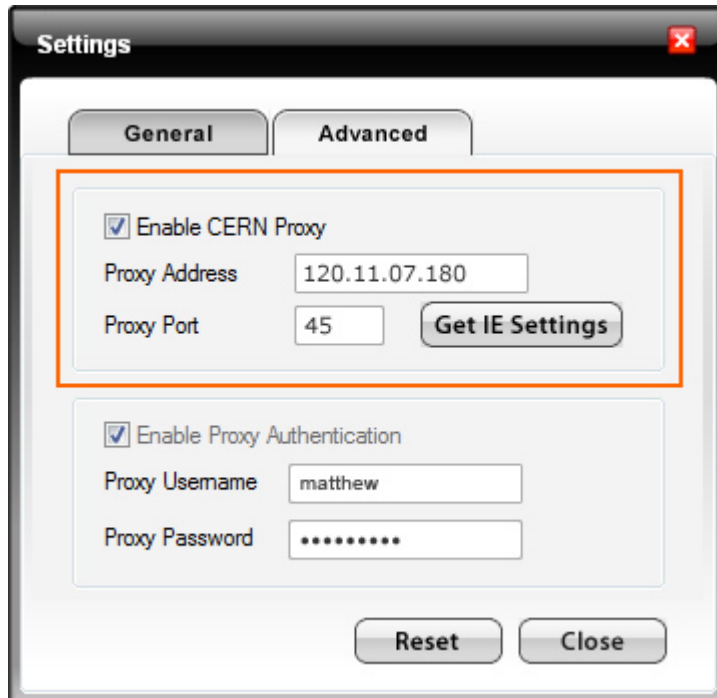 Settings
General Advanced
Enable CERN Proxy
Proxy Address 120.11.07.180
Proxy Port 45 Get IE Settings
Enable Proxy Authentication
Proxy Username matthew
Proxy Password •••••••••
Reset Close